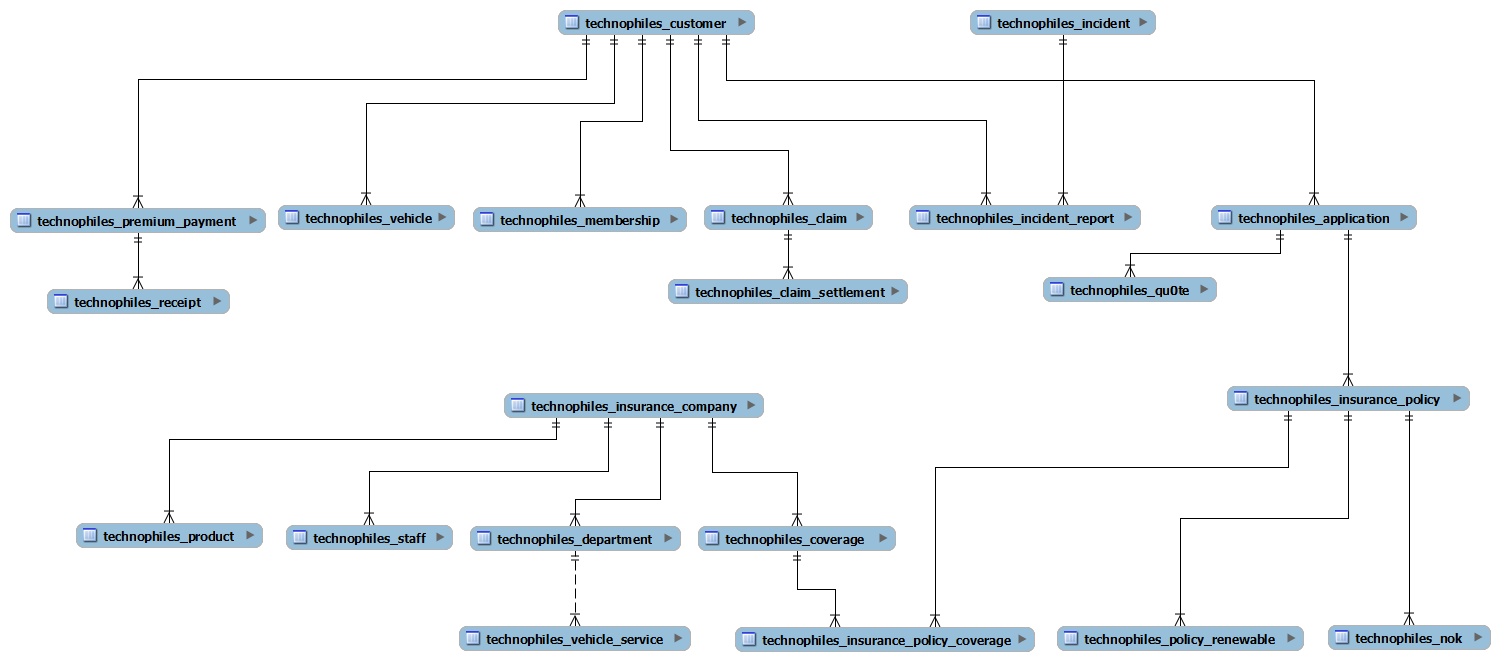 technophiles_customer
technophiles_incident
technophiles_premium_payment
technophiles_vehicle
technophiles_membership
technophiles_claim
technophiles_incident_report
technophiles_application
technophiles_receipt
technophiles_claim_settlement
technophiles_qu0te
technophiles_insurance_company
technophiles_insurance_policy
technophiles_product
technophiles_staff
technophiles_department
technophiles_coverage
technophiles_vehicle_service
technophiles_insurance_policy_coverage
technophiles_policy_renewable
technophiles_nok